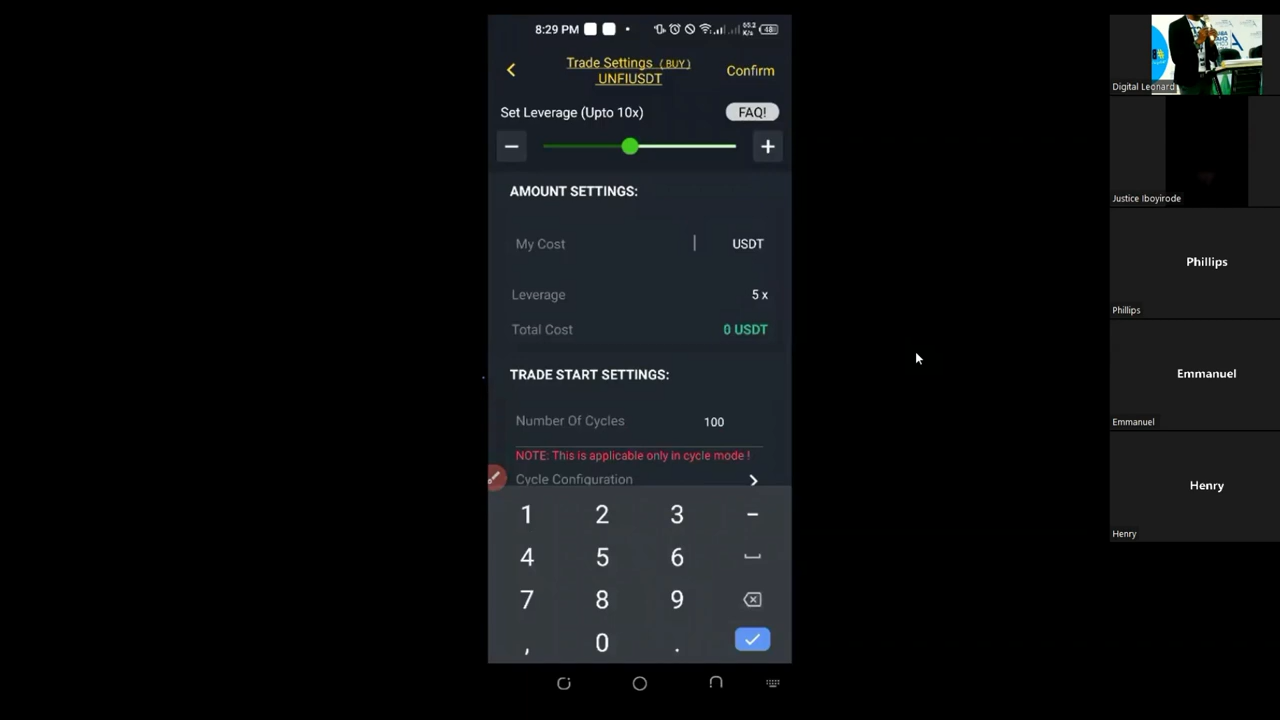 8:29 PM
55.2 K/s
48
Trade Settings (BUY)
UNFIUSDT
Confirm
Set Leverage (Upto 10x)
FAQ!
−
+
AMOUNT SETTINGS:
My Cost
USDT
Leverage
5 x
Total Cost
0 USDT
TRADE START SETTINGS:
Number Of Cycles
100
NOTE: This is applicable only in cycle mode !
Cycle Configuration
1 2 3 -
4 5 6
7 8 9
, 0 .
Digital Leonard
Justice Iboyirode
Phillips
Phillips
Emmanuel
Emmanuel
Henry
Henry